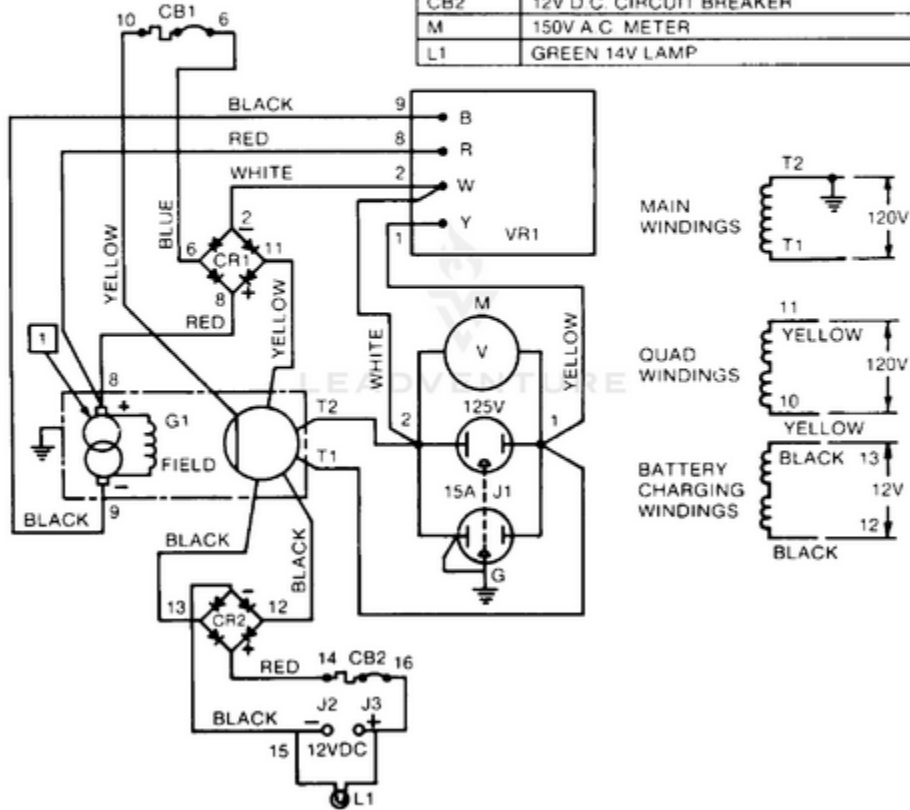 CB2 12V D.C. CIRCUIT BREAKER
M 150V A.C. METER
L1 GREEN 14V LAMP
10 CB1 6
BLACK 9 B
RED 8 R
WHITE 2 W
1 Y
VR1
YELLOW
BLUE
2
-
6 CR1 11
8 +
RED
YELLOW
1
8
+
G1
FIELD
-
9
BLACK
T2
T1
WHITE
YELLOW
M
V
2
1
125V
15A J1
G
BLACK
BLACK
13 - 12
CR2
+
RED 14 CB2 16
J2 J3
BLACK - +
15 12VDC
L1
MAIN
WINDINGS
T2
T1
120V
QUAD
WINDINGS
11
YELLOW
120V
10
YELLOW
BATTERY
CHARGING
WINDINGS
BLACK 13
12V
12
BLACK
LEADVENTURE